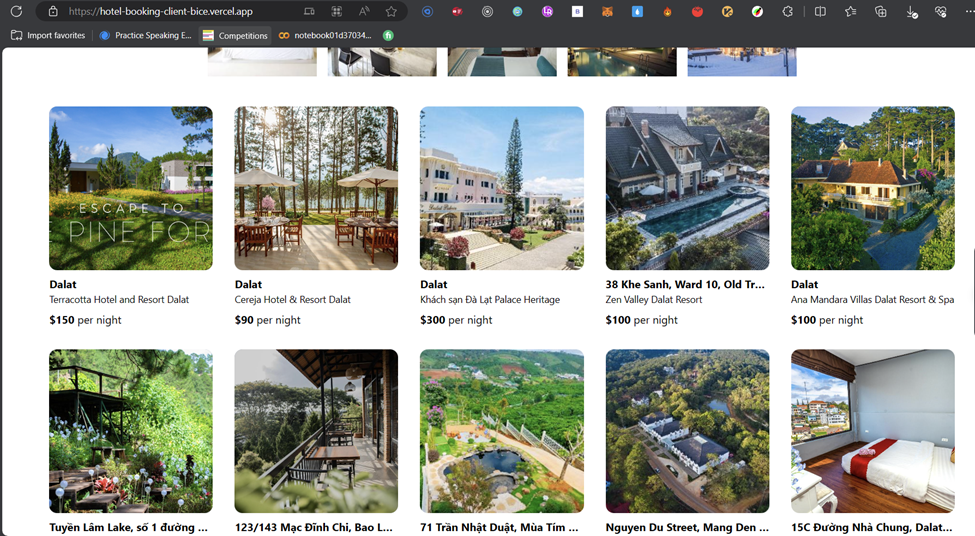 https://hotel-booking-client-bice.vercel.app
Import favorites
Practice Speaking E...
Competitions
notebook01d37034...
ESCAPE TO
PINE FOR
Dalat
Terracotta Hotel and Resort Dalat
$150 per night
Dalat
Cereja Hotel & Resort Dalat
$90 per night
Dalat
Khách sạn Đà Lạt Palace Heritage
$300 per night
38 Khe Sanh, Ward 10, Old Tr...
Zen Valley Dalat Resort
$100 per night
Dalat
Ana Mandara Villas Dalat Resort & Spa
$100 per night
Tuyền Lâm Lake, số 1 đường ...
123/143 Mạc Đĩnh Chi, Bao L...
71 Trần Nhật Duật, Mùa Tím ...
Nguyen Du Street, Mang Den ...
15C Đường Nhà Chung, Dalat...